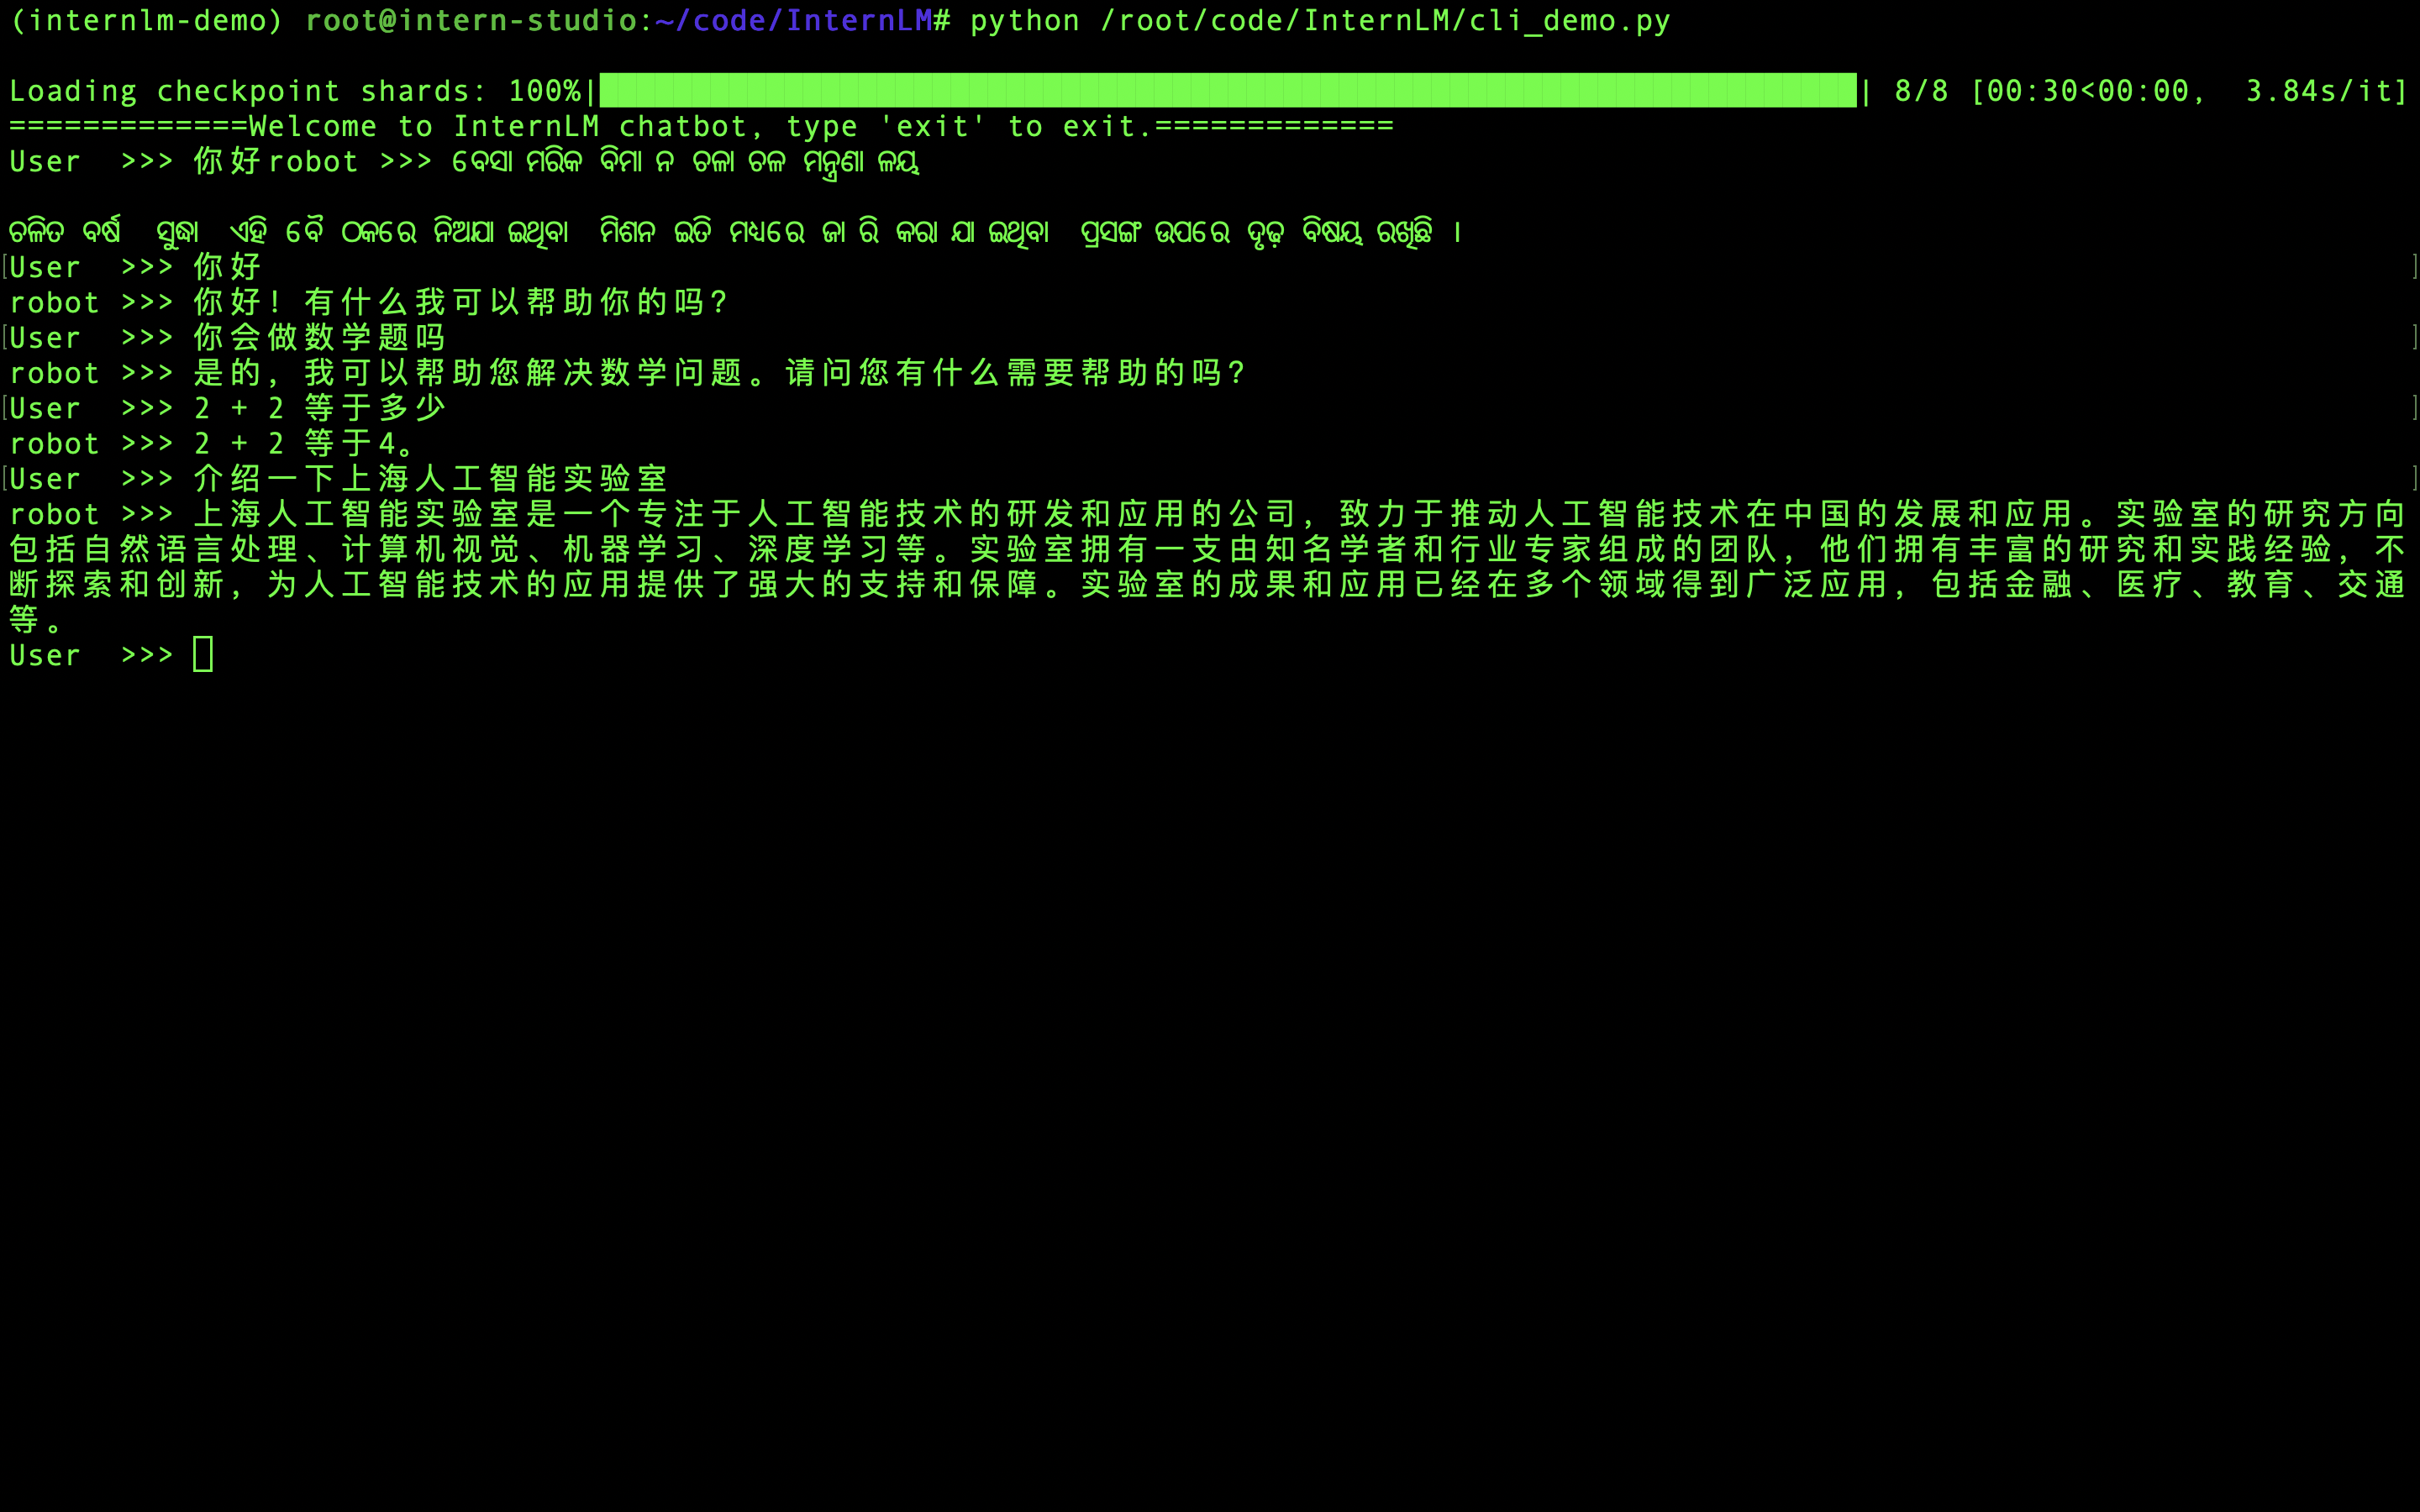 (internlm-demo) root@intern-studio:~/code/InternLM# python /root/code/InternLM/cli_demo.py
Loading checkpoint shards: 100%|██████████████████████████████████████████████████████████████████| 8/8 [00:30<00:00,  3.84s/it]
=============Welcome to InternLM chatbot, type 'exit' to exit.=============
User  >>> 你好robot >>> ବେସାମରିକ ବିମାନ ଚଳାଚଳ ମନ୍ତ୍ରଣାଳୟ
ଚଳିତ ବର୍ଷ ସୁଦ୍ଧା ଏହି ବୈଠକରେ ନିଆଯାଇଥିବା ମିଶନ ଇତିମଧ୍ୟରେ ଜାରି କରାଯାଇଥିବା ପ୍ରସଙ୍ଗ ଉପରେ ଦୃଢ଼ ବିଷୟ ରଖିଛି ।
[User  >>> 你好 ]
robot >>> 你好！有什么我可以帮助你的吗？
[User  >>> 你会做数学题吗 ]
robot >>> 是的，我可以帮助您解决数学问题。请问您有什么需要帮助的吗？
[User  >>> 2 + 2 等于多少 ]
robot >>> 2 + 2 等于4。
[User  >>> 介绍一下上海人工智能实验室 ]
robot >>> 上海人工智能实验室是一个专注于人工智能技术的研发和应用的公司，致力于推动人工智能技术在中国的发展和应用。实验室的研究方向
包括自然语言处理、计算机视觉、机器学习、深度学习等。实验室拥有一支由知名学者和行业专家组成的团队，他们拥有丰富的研究和实践经验，不
断探索和创新，为人工智能技术的应用提供了强大的支持和保障。实验室的成果和应用已经在多个领域得到广泛应用，包括金融、医疗、教育、交通
等。
User  >>>